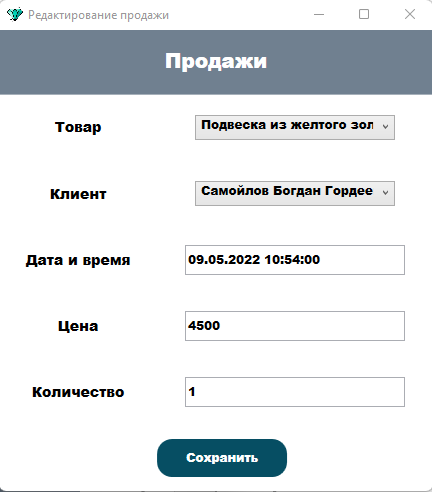 Редактирование продажи
Продажи
Товар
Подвеска из желтого зол
Клиент
Самойлов Богдан Гордее
Дата и время
09.05.2022 10:54:00
Цена
4500
Количество
1
Сохранить